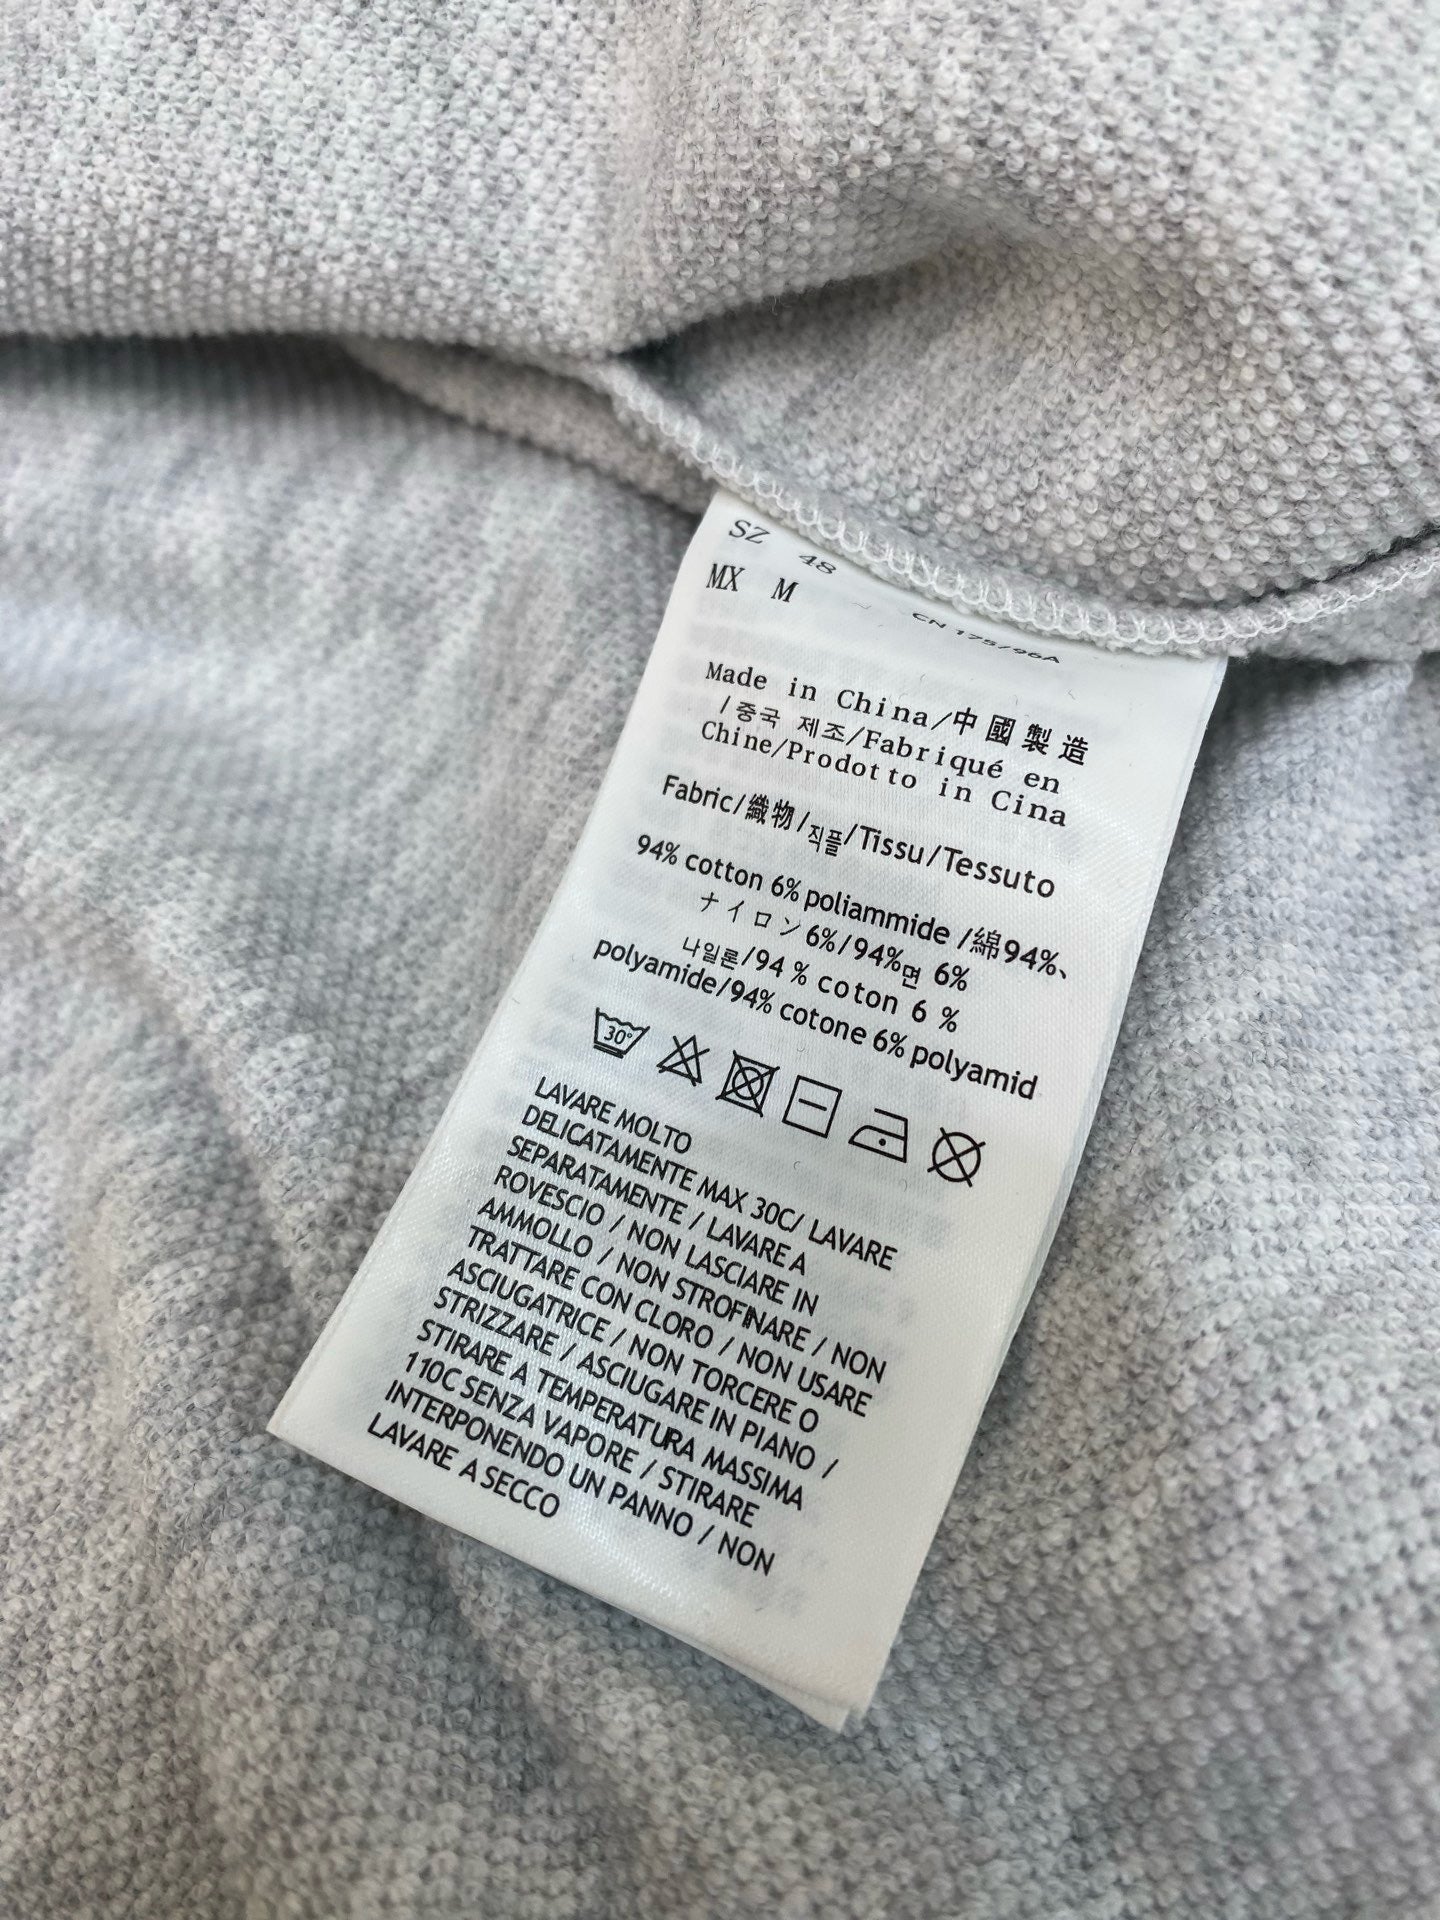 SZ 48
MX M
CN 175/96A
Made in China/中國製造
/중국 제조/Fabriqué en
Chine/Prodotto in Cina
Fabric/織物/직플/Tissu/Tessuto
94% cotton 6% poliammide /綿94%、
ナイロン6%/94%면 6%
나일론/94 % coton 6 %
polyamide/94% cotone 6% polyamid
30°
LAVARE MOLTO
DELICATAMENTE MAX 30C/ LAVARE
SEPARATAMENTE / LAVARE A
ROVESCIO / NON LASCIARE IN
AMMOLLO / NON STROFINARE / NON
TRATTARE CON CLORO / NON USARE
ASCIUGATRICE / NON TORCERE O
STRIZZARE / ASCIUGARE IN PIANO /
STIRARE A TEMPERATURA MASSIMA
110C SENZA VAPORE / STIRARE
INTERPONENDO UN PANNO / NON
LAVARE A SECCO